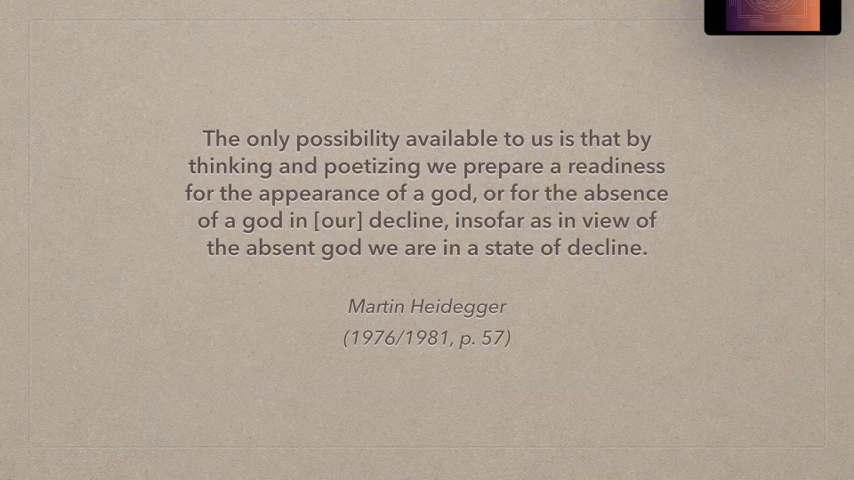 The only possibility available to us is that by
thinking and poetizing we prepare a readiness
for the appearance of a god, or for the absence
of a god in [our] decline, insofar as in view of
the absent god we are in a state of decline.
Martin Heidegger
(1976/1981, p. 57)